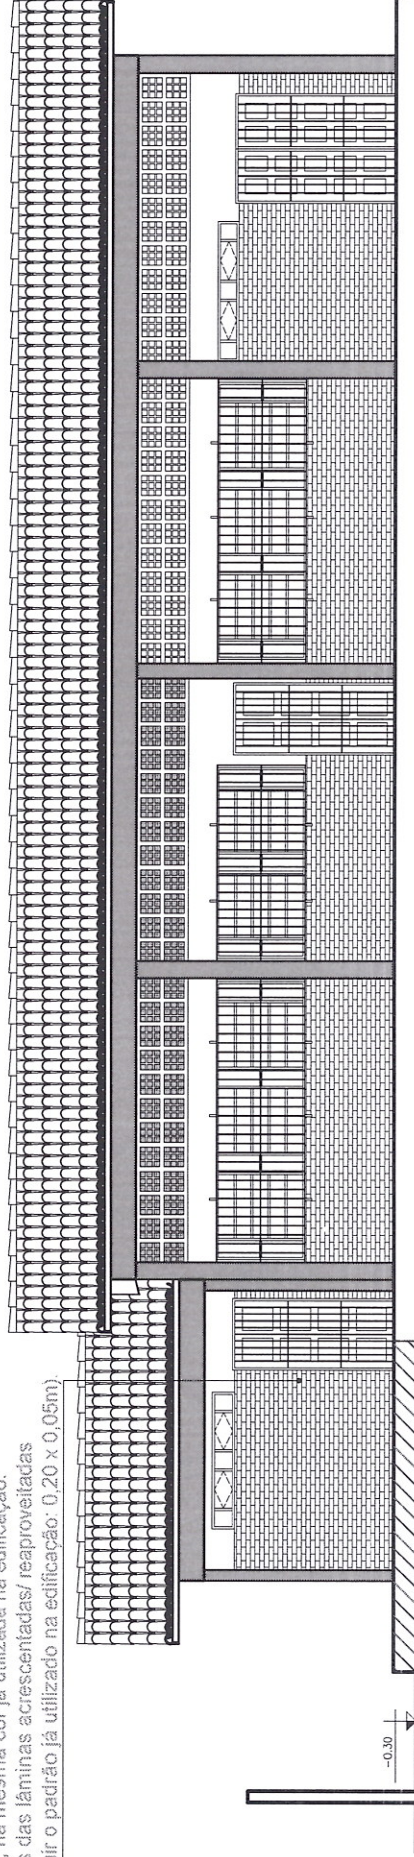 na mesma cor já utilizada na edificação.
das lâminas acrescentadas/ reaproveitadas
o padrão já utilizado na edificação: 0,20 x 0,05m).
-0.30